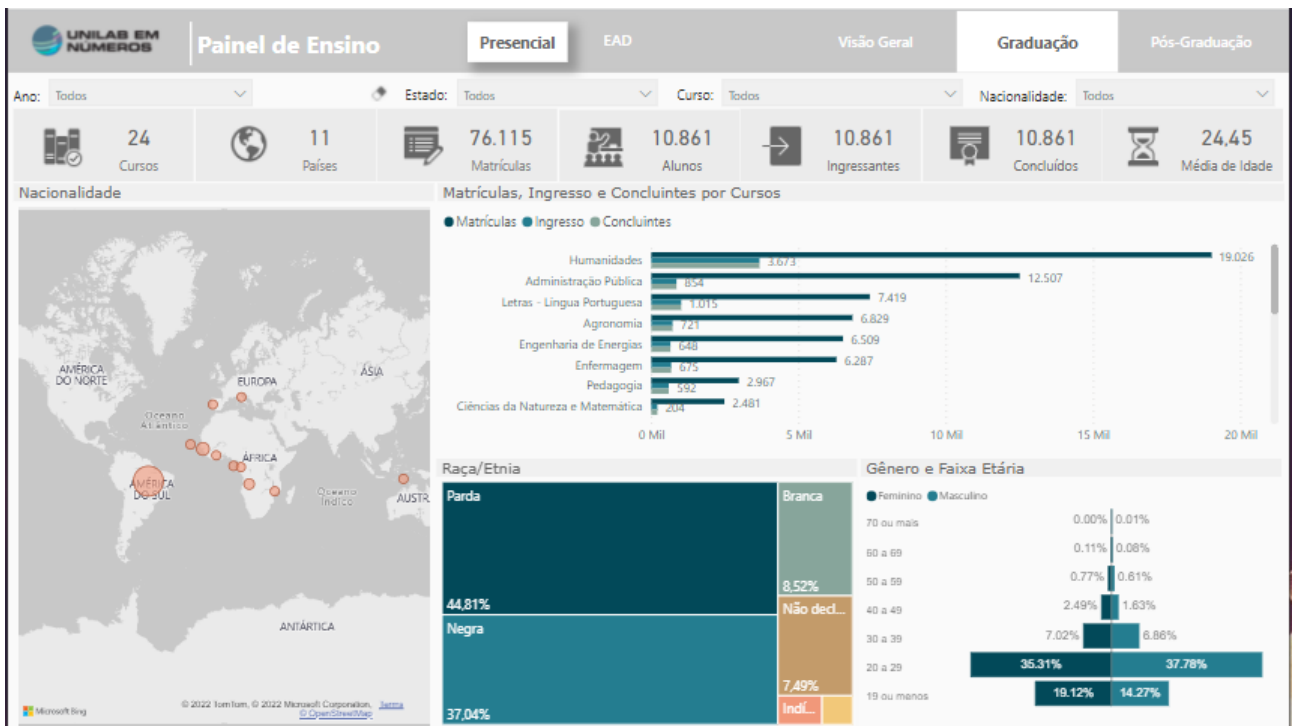 UNILAB EM
NÚMEROS
Painel de Ensino
Presencial
EAD
Visão Geral
Graduação
Pós-Graduação
Ano: Todos
Estado: Todos
Curso: Todos
Nacionalidade: Todos
24
Cursos
11
Países
76.115
Matrículas
10.861
Alunos
10.861
Ingressantes
10.861
Concluídos
24,45
Média de Idade
Nacionalidade
AMÉRICA
DO NORTE
EUROPA
ÁSIA
Oceano
Atlântico
ÁFRICA
AMÉRICA
DO SUL
Oceano
Índico
AUSTR
ANTÁRTICA
Microsoft Bing
© 2022 TomTom, © 2022 Microsoft Corporation, Terms
© OpenStreetMap
Matrículas, Ingresso e Concluintes por Cursos
Matrículas Ingresso Concluintes
Humanidades 3.673 19.026
Administração Pública 854 12.507
Letras - Lingua Portuguesa 1.015 7.419
Agronomia 721 6.829
Engenharia de Energias 648 6.509
Enfermagem 675 6.287
Pedagogia 592 2.967
Ciências da Natureza e Matemática 204 2.481
0 Mil 5 Mil 10 Mil 15 Mil 20 Mil
Raça/Etnia
Parda
44,81%
Negra
37,04%
Branca
8,52%
Não decl...
7,49%
Indí...
Gênero e Faixa Etária
Feminino Masculino
70 ou mais 0.00% 0.01%
60 a 69 0.11% 0.08%
50 a 59 0.77% 0.61%
40 a 49 2.49% 1.63%
30 a 39 7.02% 6.86%
20 a 29 35.31% 37.78%
19 ou menos 19.12% 14.27%